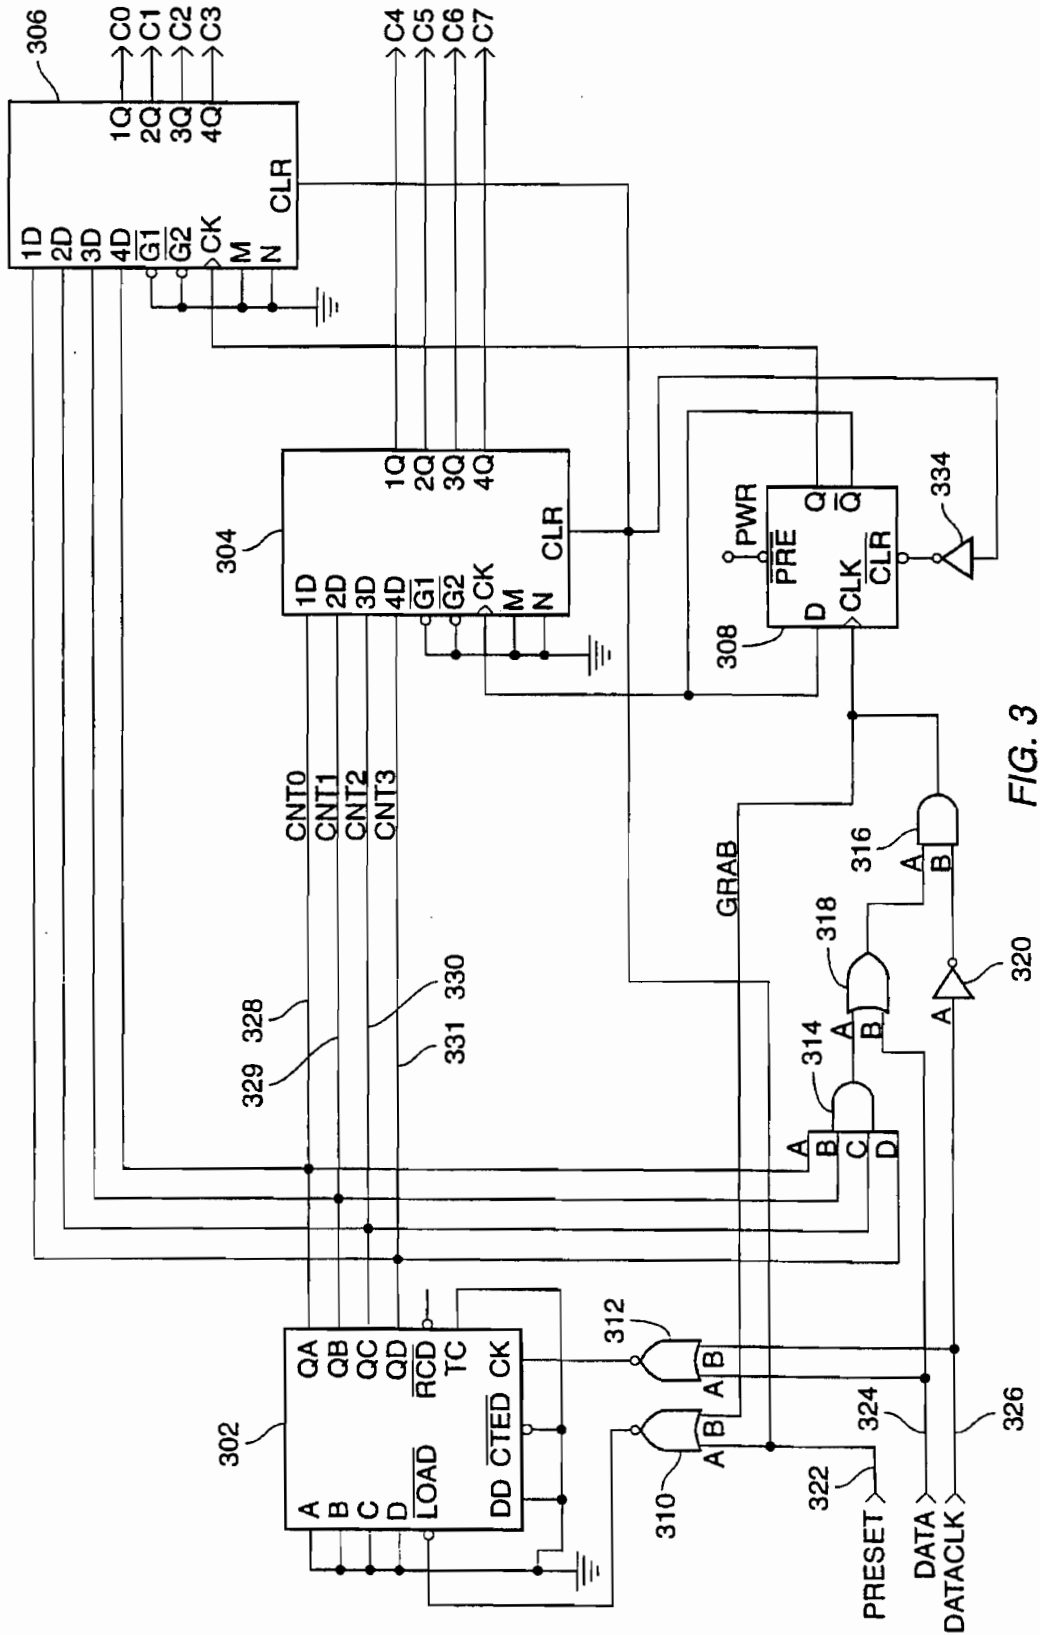 306
C0
C1
C2
C3
1Q
2Q
3Q
4Q
1D
2D
3D
4D
G1
G2
CK
M
N
CLR
C4
C5
C6
C7
304
1Q
2Q
3Q
4Q
1D
2D
3D
4D
G1
G2
CK
M
N
CLR
PWR
PRE
Q
Q
D
CLK
CLR
308
334
CNT0
CNT1
CNT2
CNT3
328
329
330
331
GRAB
316
A
B
318
A
B
320
A
314
A
B
C
D
302
QA
QB
QC
QD
RCD
TC
CK
A
B
C
D
LOAD
DD
CTED
312
A
B
310
A
B
322
324
326
PRESET
DATA
DATACLK
FIG. 3